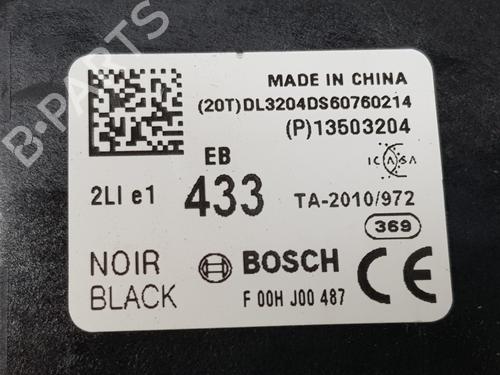 B-PARTS
MADE IN CHINA
(20T)DL3204DS60760214
(P)13503204
EB
ICASA
2LI e1
433
TA-2010/972
369
NOIR
BLACK
BOSCH
CE
F 00H J00 487